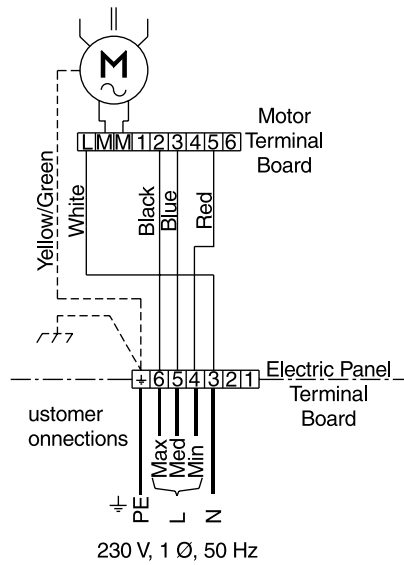 M
L M M 1 2 3 4 5 6
Motor
Terminal
Board
Yellow/Green
White
Black
Blue
Red
⏚ 6 5 4 3 2 1
Electric Panel
Terminal
Board
ustomer
onnections
Max
Med
Min
PE
L
N
230 V, 1 Ø, 50 Hz